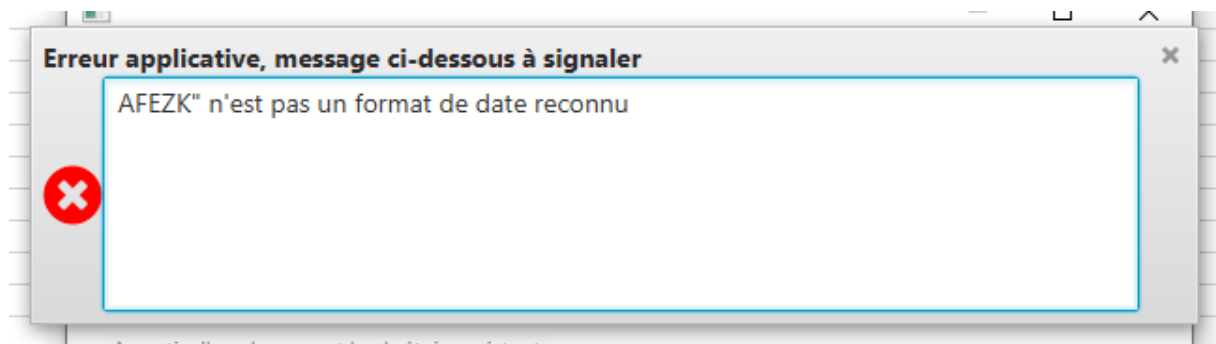 Erreur applicative, message ci-dessous à signaler
AFEZK" n'est pas un format de date reconnu